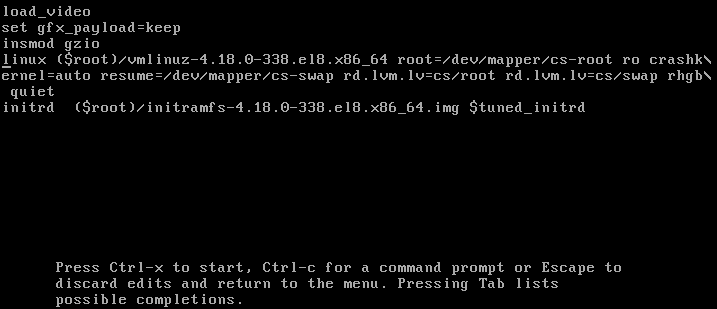 load_video
set gfx_payload=keep
insmod gzio
linux ($root)/vmlinuz-4.18.0-338.el8.x86_64 root=/dev/mapper/cs-root ro crashk\
ernel=auto resume=/dev/mapper/cs-swap rd.lvm.lv=cs/root rd.lvm.lv=cs/swap rhgb\
 quiet
initrd  ($root)/initramfs-4.18.0-338.el8.x86_64.img $tuned_initrd
Press Ctrl-x to start, Ctrl-c for a command prompt or Escape to
discard edits and return to the menu. Pressing Tab lists
possible completions.